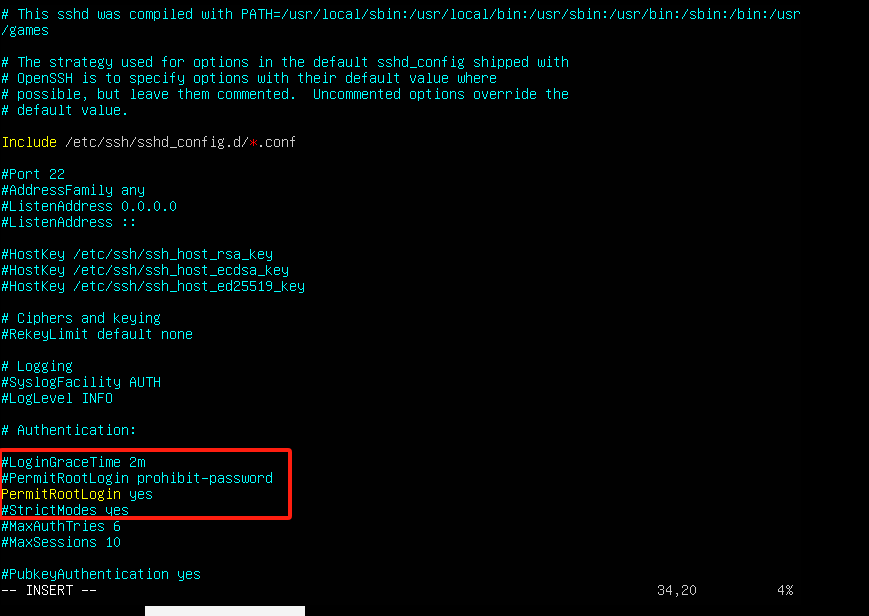 # This sshd was compiled with PATH=/usr/local/sbin:/usr/local/bin:/usr/sbin:/usr/bin:/sbin:/bin:/usr
/games
# The strategy used for options in the default sshd_config shipped with
# OpenSSH is to specify options with their default value where
# possible, but leave them commented.  Uncommented options override the
# default value.
Include /etc/ssh/sshd_config.d/*.conf
#Port 22
#AddressFamily any
#ListenAddress 0.0.0.0
#ListenAddress ::
#HostKey /etc/ssh/ssh_host_rsa_key
#HostKey /etc/ssh/ssh_host_ecdsa_key
#HostKey /etc/ssh/ssh_host_ed25519_key
# Ciphers and keying
#RekeyLimit default none
# Logging
#SyslogFacility AUTH
#LogLevel INFO
# Authentication:
#LoginGraceTime 2m
#PermitRootLogin prohibit-password
PermitRootLogin yes
#StrictModes yes
#MaxAuthTries 6
#MaxSessions 10
#PubkeyAuthentication yes
-- INSERT -- 34,20 4%